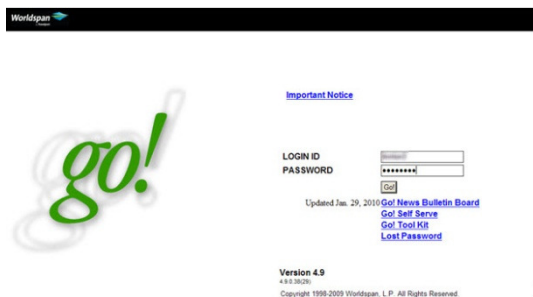 Worldspan
go!
Important Notice
LOGIN ID
PASSWORD
Go!
Updated Jan. 29, 2010 Go! News Bulletin Board
Go! Self Serve
Go! Tool Kit
Lost Password
Version 4.9
4.9.0.39(29)
Copyright 1998-2009 Worldspan, L.P. All Rights Reserved.